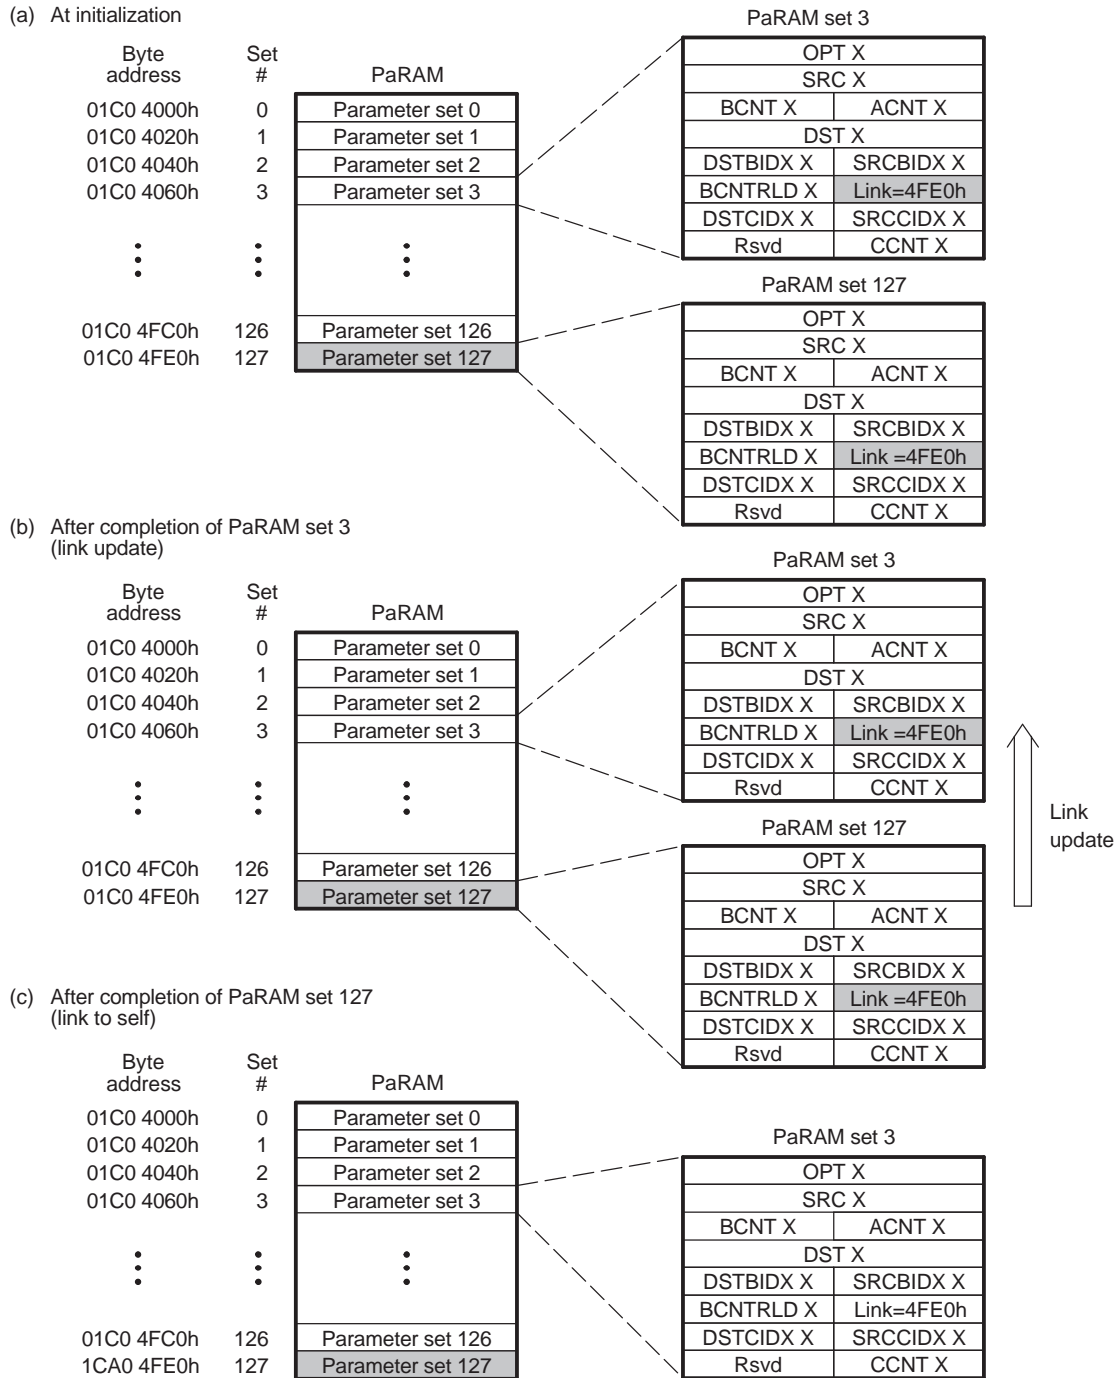 (a) At initialization
Byte address Set # PaRAM
01C0 4000h 0 Parameter set 0
01C0 4020h 1 Parameter set 1
01C0 4040h 2 Parameter set 2
01C0 4060h 3 Parameter set 3
01C0 4FC0h 126 Parameter set 126
01C0 4FE0h 127 Parameter set 127
PaRAM set 3
OPT X
SRC X
BCNT X ACNT X
DST X
DSTBIDX X SRCBIDX X
BCNTRLD X Link=4FE0h
DSTCIDX X SRCCIDX X
Rsvd CCNT X
PaRAM set 127
OPT X
SRC X
BCNT X ACNT X
DST X
DSTBIDX X SRCBIDX X
BCNTRLD X Link =4FE0h
DSTCIDX X SRCCIDX X
Rsvd CCNT X
(b) After completion of PaRAM set 3
(link update)
Byte address Set # PaRAM
01C0 4000h 0 Parameter set 0
01C0 4020h 1 Parameter set 1
01C0 4040h 2 Parameter set 2
01C0 4060h 3 Parameter set 3
01C0 4FC0h 126 Parameter set 126
01C0 4FE0h 127 Parameter set 127
PaRAM set 3
OPT X
SRC X
BCNT X ACNT X
DST X
DSTBIDX X SRCBIDX X
BCNTRLD X Link =4FE0h
DSTCIDX X SRCCIDX X
Rsvd CCNT X
PaRAM set 127
OPT X
SRC X
BCNT X ACNT X
DST X
DSTBIDX X SRCBIDX X
BCNTRLD X Link =4FE0h
DSTCIDX X SRCCIDX X
Rsvd CCNT X
Link
update
(c) After completion of PaRAM set 127
(link to self)
Byte address Set # PaRAM
01C0 4000h 0 Parameter set 0
01C0 4020h 1 Parameter set 1
01C0 4040h 2 Parameter set 2
01C0 4060h 3 Parameter set 3
01C0 4FC0h 126 Parameter set 126
1CA0 4FE0h 127 Parameter set 127
PaRAM set 3
OPT X
SRC X
BCNT X ACNT X
DST X
DSTBIDX X SRCBIDX X
BCNTRLD X Link=4FE0h
DSTCIDX X SRCCIDX X
Rsvd CCNT X